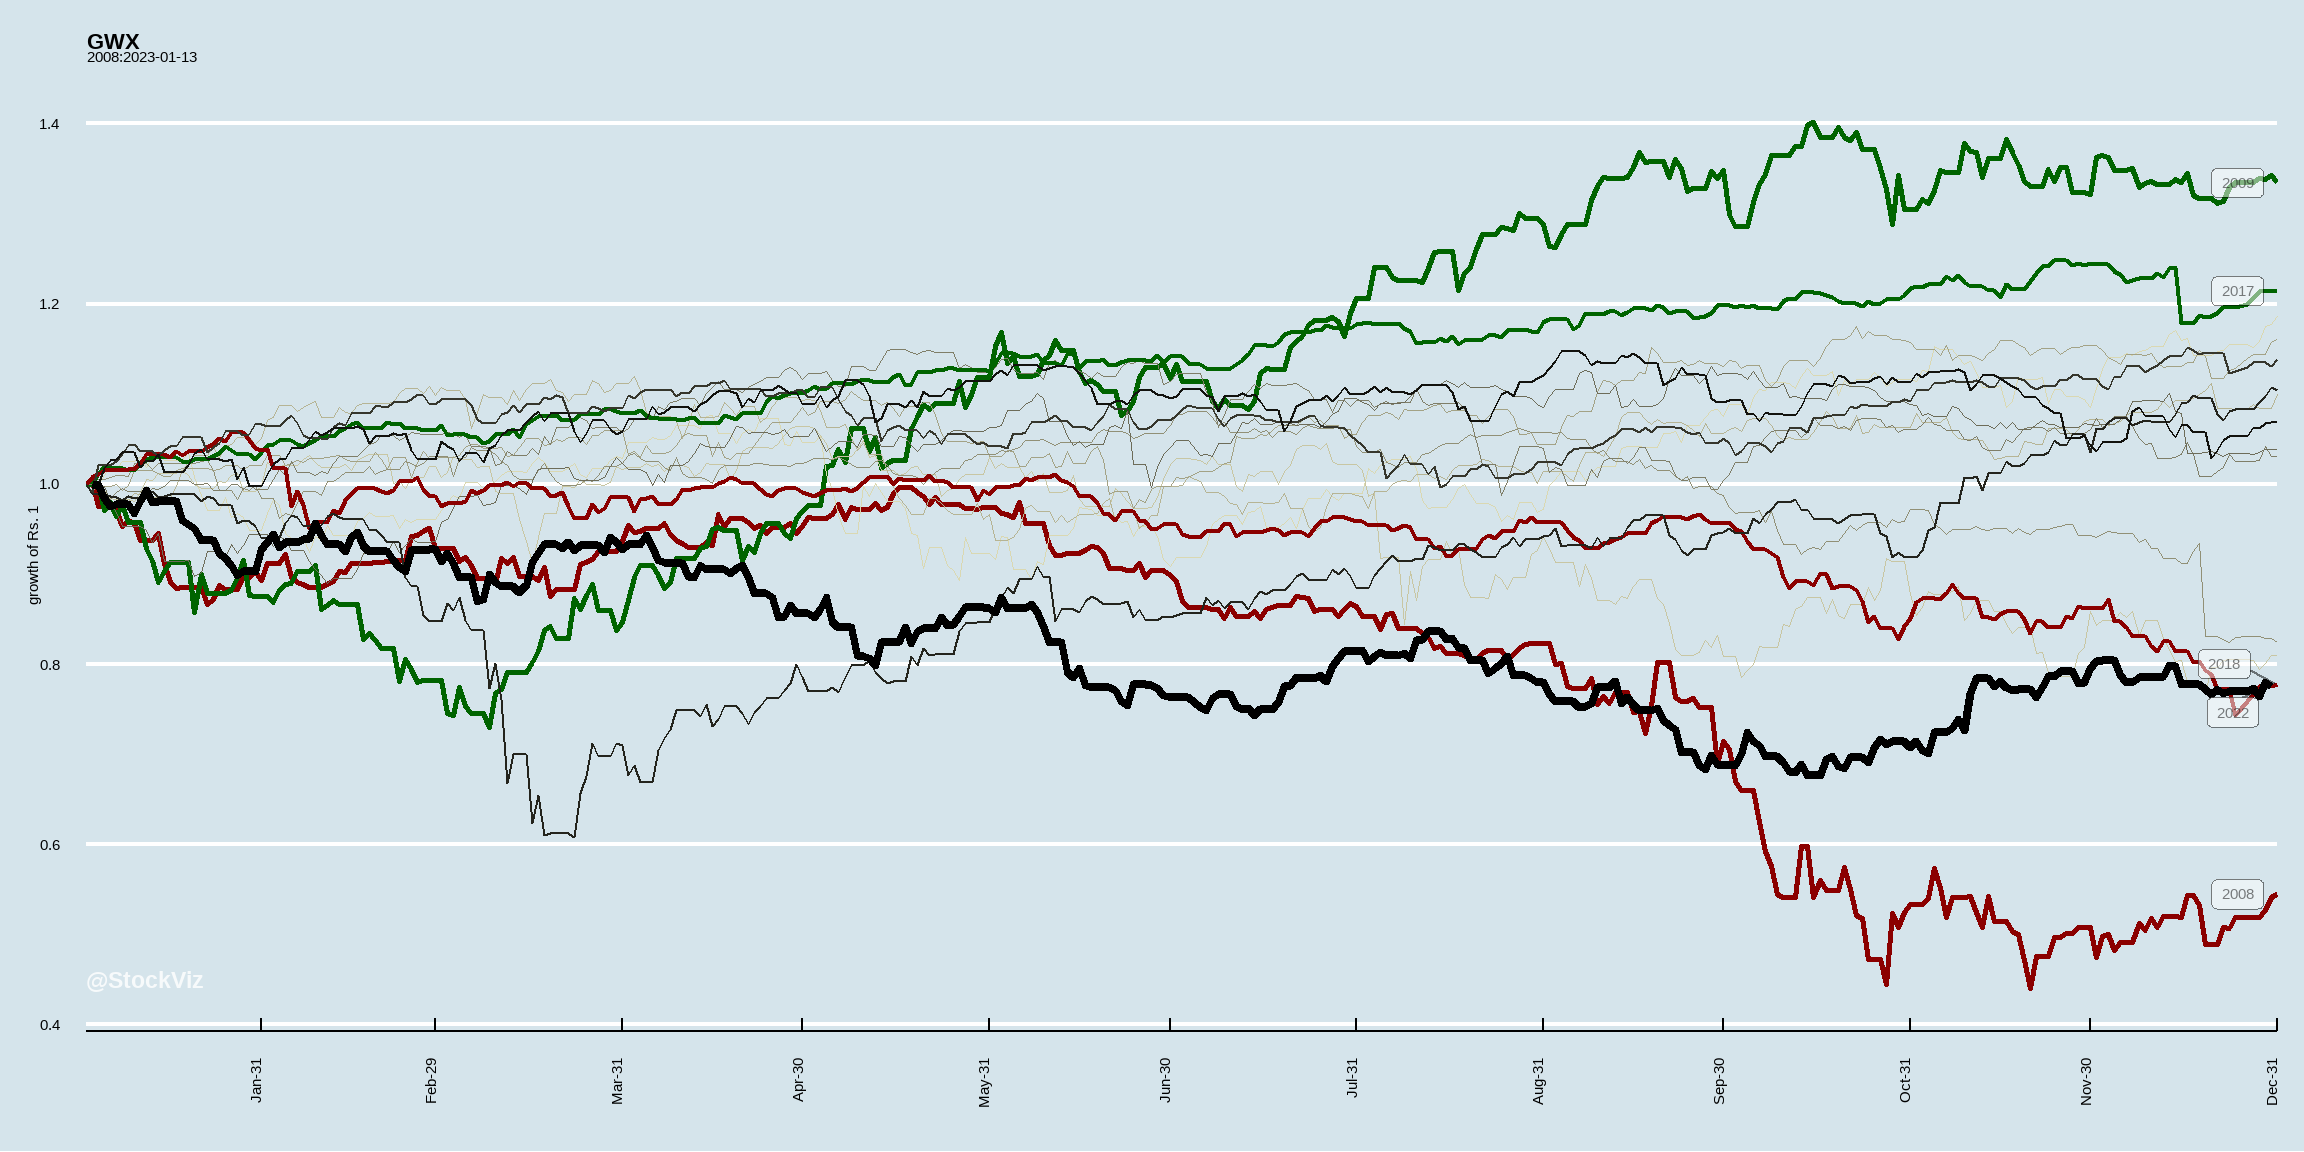 GWX
2008:2023-01-13
growth of Rs. 1
1.4
1.2
1.0
0.8
0.6
0.4
2009
2017
2018
2022
2008
@StockViz
Jan-31
Feb-29
Mar-31
Apr-30
May-31
Jun-30
Jul-31
Aug-31
Sep-30
Oct-31
Nov-30
Dec-31